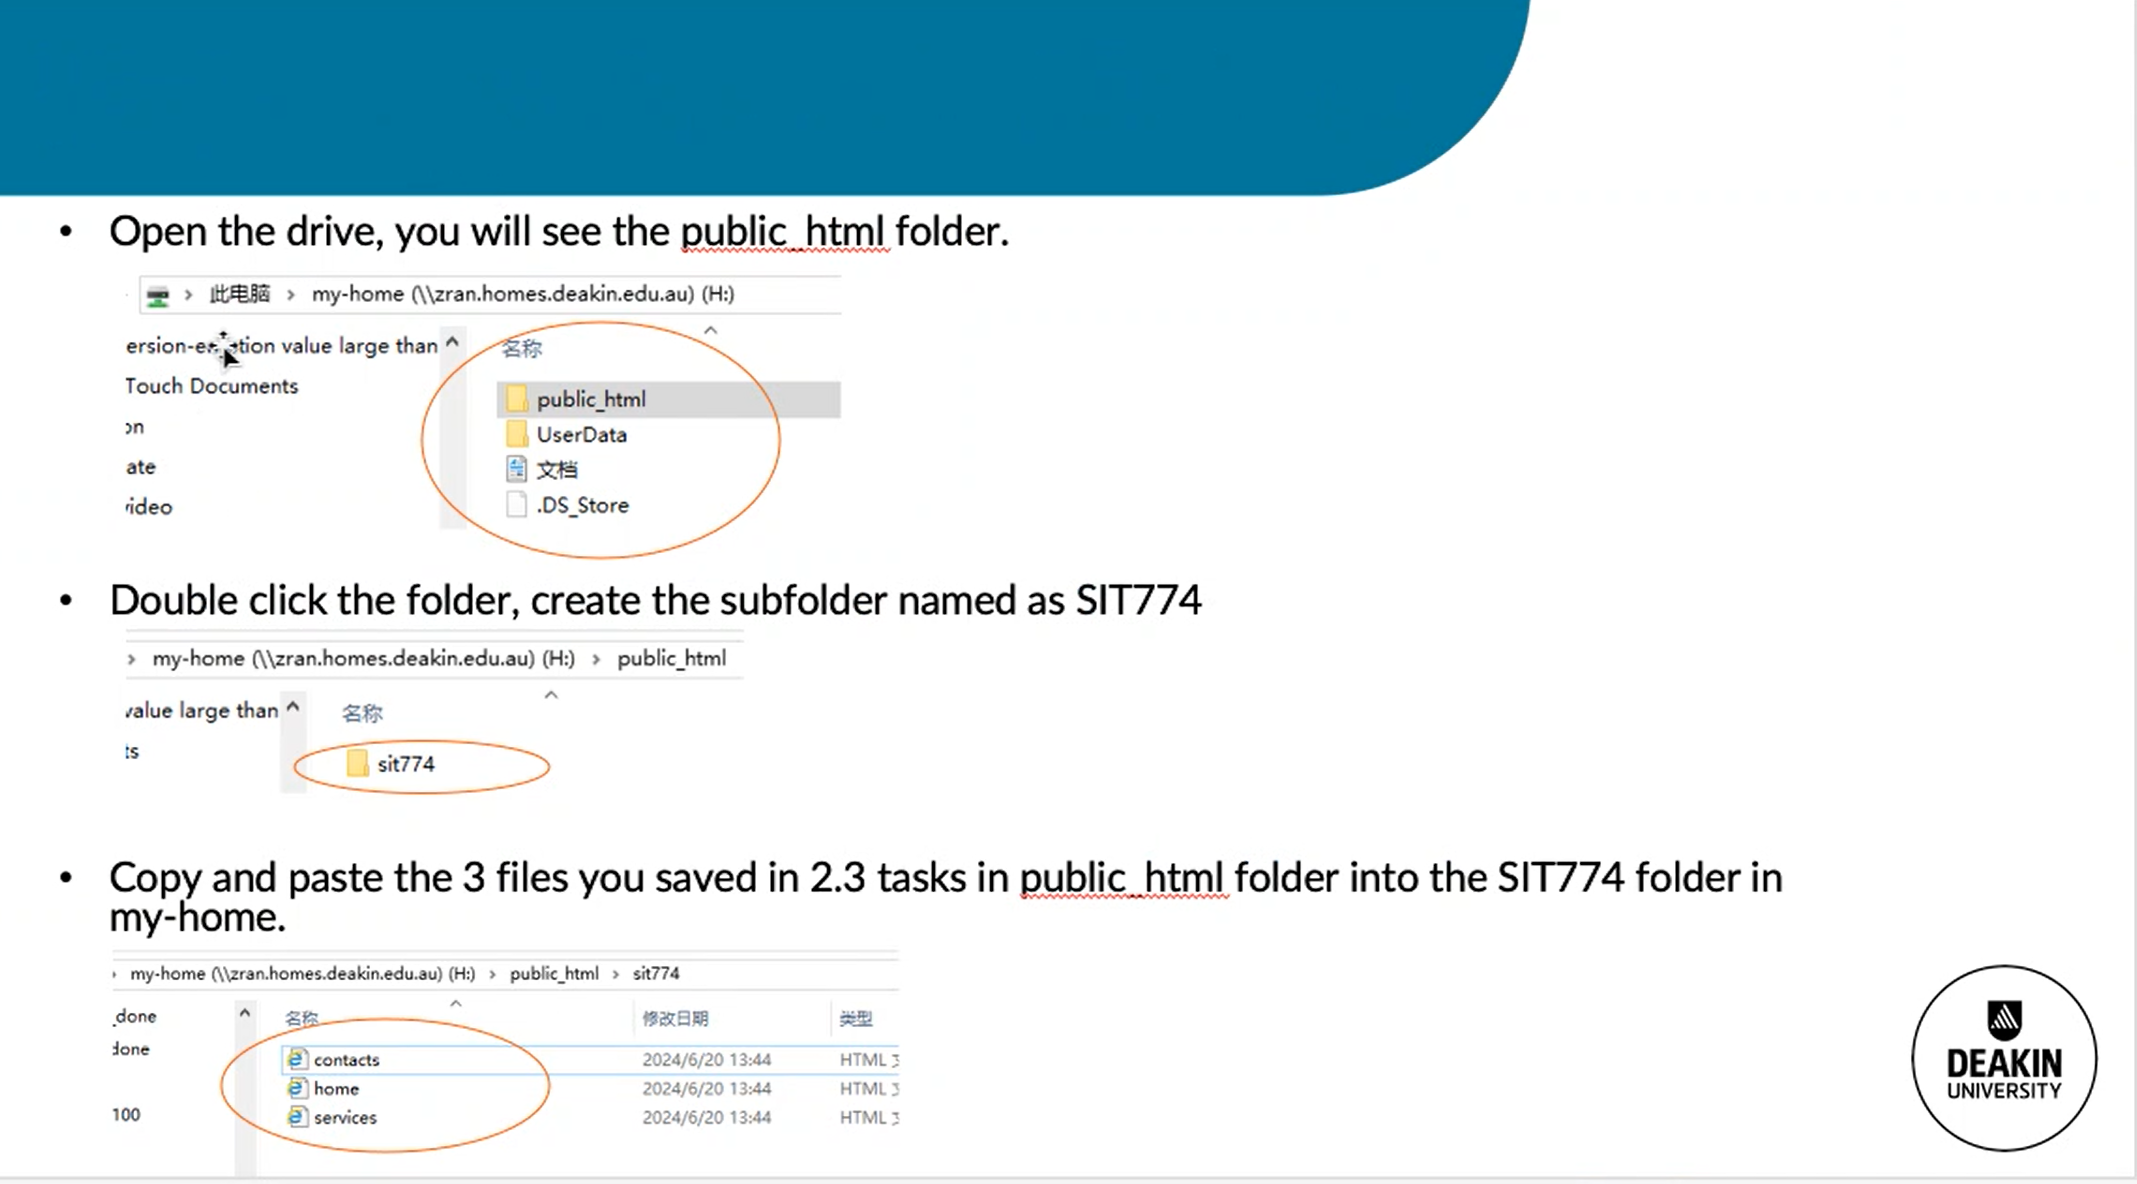 • Open the drive, you will see the public_html folder.
此电脑 > my-home (\\zran.homes.deakin.edu.au) (H:)
ersion-e tion value large than
Touch Documents
on
ate
video
名称
public_html
UserData
文档
.DS_Store
• Double click the folder, create the subfolder named as SIT774
> my-home (\\zran.homes.deakin.edu.au) (H:) > public_html
value large than
ts
名称
sit774
• Copy and paste the 3 files you saved in 2.3 tasks in public_html folder into the SIT774 folder in
my-home.
› my-home (\\zran.homes.deakin.edu.au) (H:) > public_html > sit774
_done
done
100
名称 修改日期 类型
contacts 2024/6/20 13:44 HTML
home 2024/6/20 13:44 HTML
services 2024/6/20 13:44 HTML
DEAKIN
UNIVERSITY